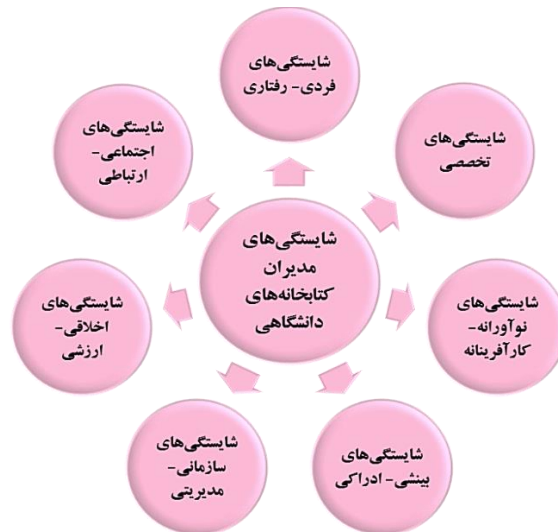 شایستگی‌های
فردی- رفتاری
شایستگی‌های
تخصصی
شایستگی‌های
نوآورانه-
کارآفرینانه
شایستگی‌های
بینشی- ادراکی
شایستگی‌های
سازمانی-
مدیریتی
شایستگی‌های
اخلاقی-
ارزشی
شایستگی‌های
اجتماعی-
ارتباطی
شایستگی‌های
مدیران
کتابخانه‌های
دانشگاهی